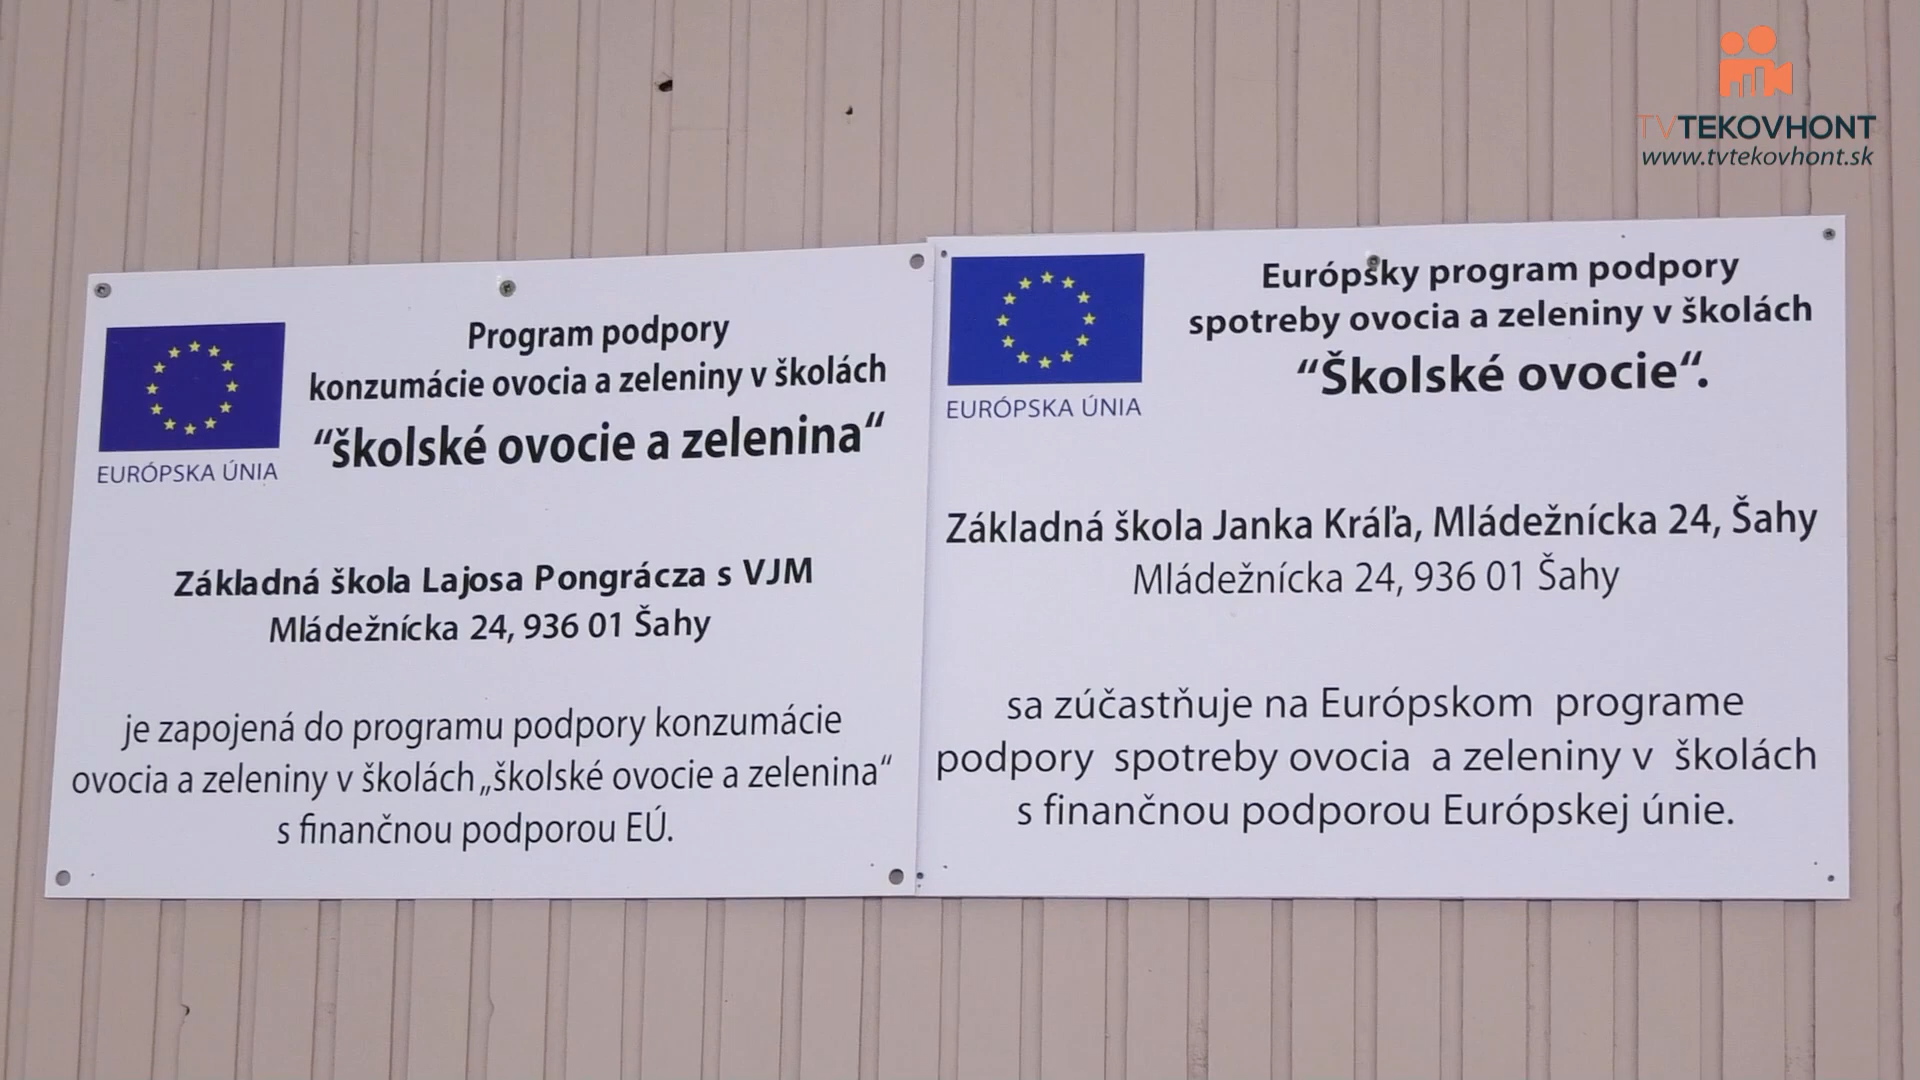 TVTEKOVHONT
www.tvtekovhont.sk
EURÓPSKA ÚNIA
Program podpory
konzumácie ovocia a zeleniny v školách
“školské ovocie a zelenina“
Základná škola Lajosa Pongrácza s VJM
Mládežnícka 24, 936 01 Šahy
je zapojená do programu podpory konzumácie
ovocia a zeleniny v školách „školské ovocie a zelenina“
s finančnou podporou EÚ.
EURÓPSKA ÚNIA
Európsky program podpory
spotreby ovocia a zeleniny v školách
“Školské ovocie“.
Základná škola Janka Kráľa, Mládežnícka 24, Šahy
Mládežnícka 24, 936 01 Šahy
sa zúčastňuje na Európskom programe
podpory spotreby ovocia a zeleniny v školách
s finančnou podporou Európskej únie.